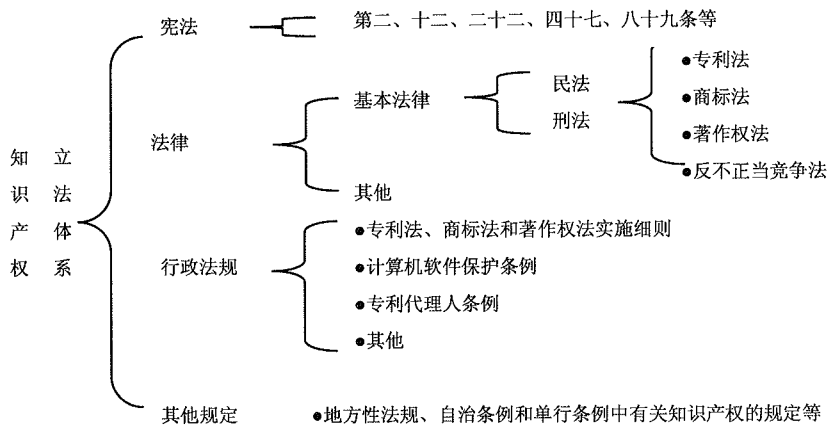 知识产权
立法体系
宪法
第二、十二、二十二、四十七、八十九条等
法律
基本法律
民法
刑法
●专利法
●商标法
●著作权法
●反不正当竞争法
其他
行政法规
●专利法、商标法和著作权法实施细则
●计算机软件保护条例
●专利代理人条例
●其他
其他规定
●地方性法规、自治条例和单行条例中有关知识产权的规定等